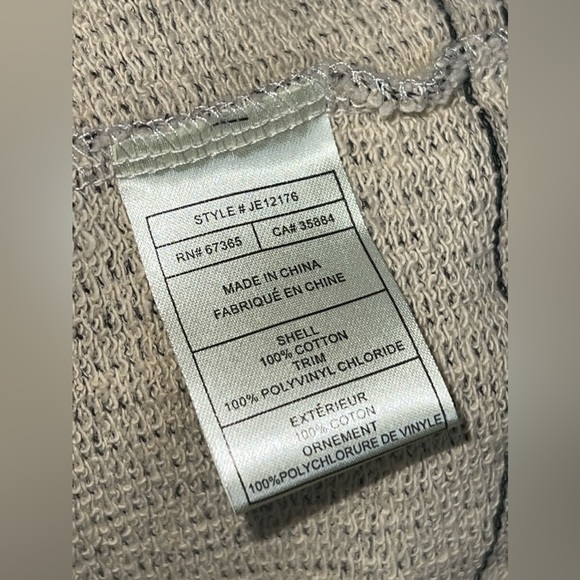 STYLE # JE12176
RN# 67365 CA# 35884
MADE IN CHINA
FABRIQUÉ EN CHINE
SHELL
100% COTTON
TRIM
100% POLYVINYL CHLORIDE
EXTÉRIEUR
100% COTON
ORNEMENT
100%POLYCHLORURE DE VINYLE